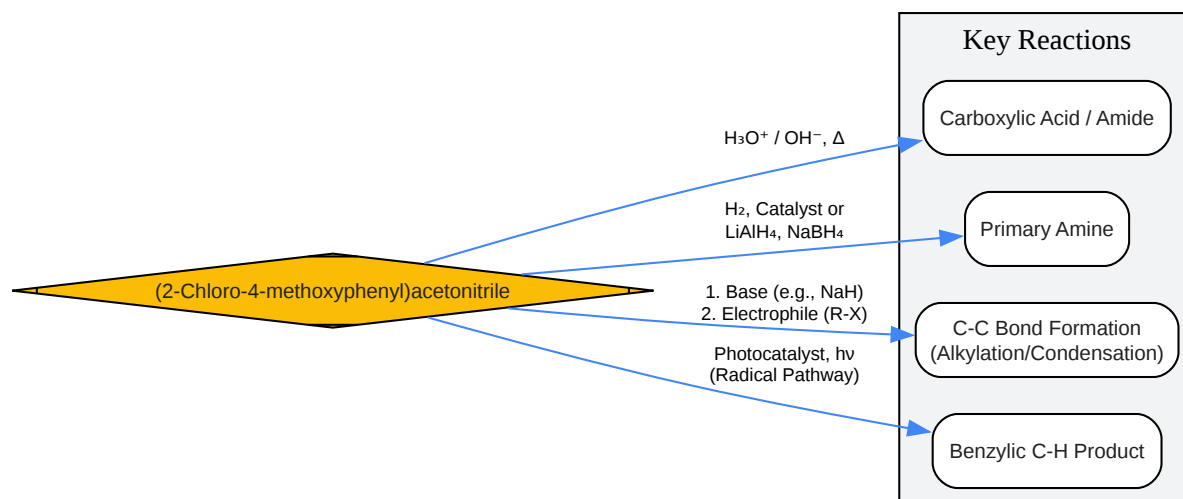 Key Reactions
Carboxylic Acid / Amide
H₃O⁺ / OH⁻, Δ
H₂, Catalyst or
LiAlH₄, NaBH₄
Primary Amine
(2-Chloro-4-methoxyphenyl)acetonitrile
1. Base (e.g., NaH)
2. Electrophile (R-X)
C-C Bond Formation
(Alkylation/Condensation)
Photocatalyst, hν
(Radical Pathway)
Benzylic C-H Product